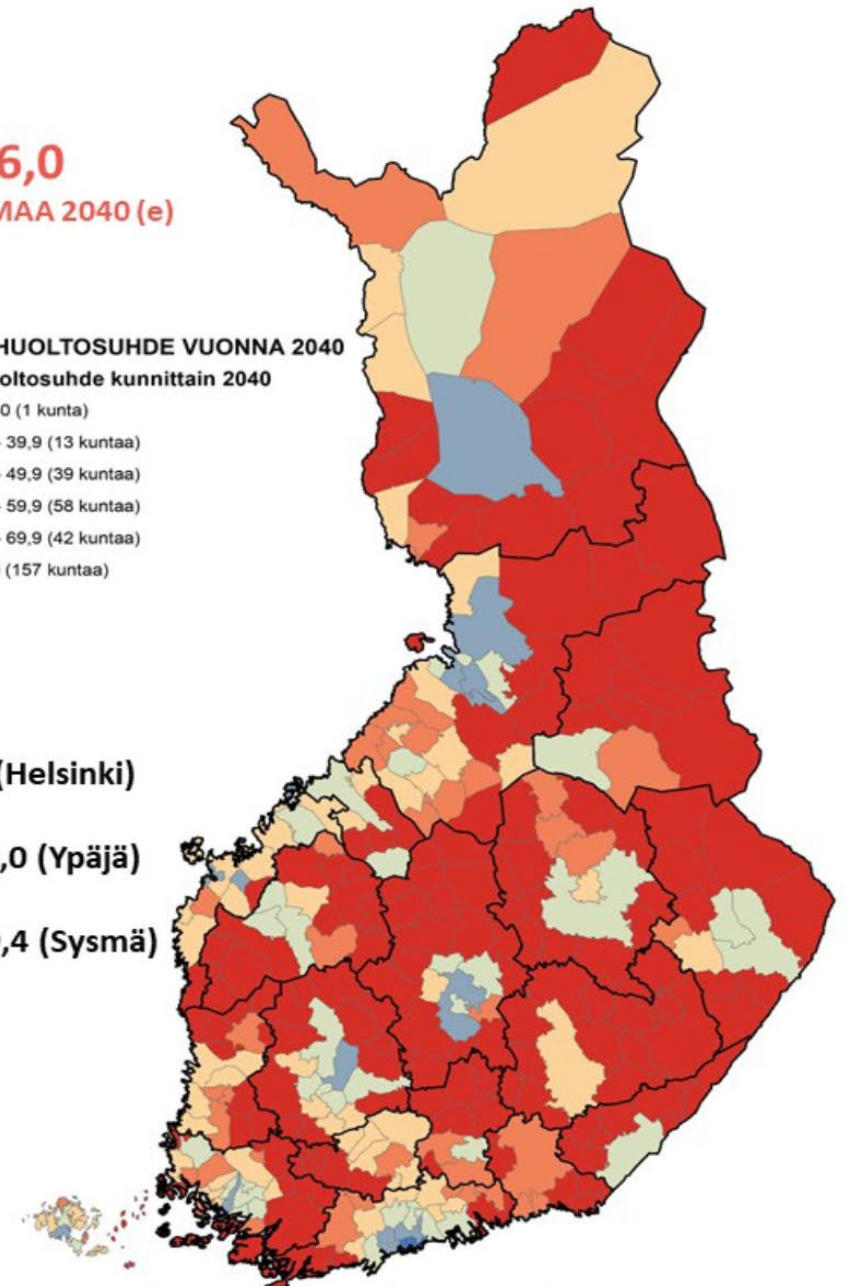 6,0
MAA 2040 (e)
HUOLTOSUHDE VUONNA 2040
oltosuhde kunnittain 2040
0 (1 kunta)
- 39,9 (13 kuntaa)
- 49,9 (39 kuntaa)
- 59,9 (58 kuntaa)
- 69,9 (42 kuntaa)
(157 kuntaa)
(Helsinki)
,0 (Ypäjä)
,4 (Sysmä)